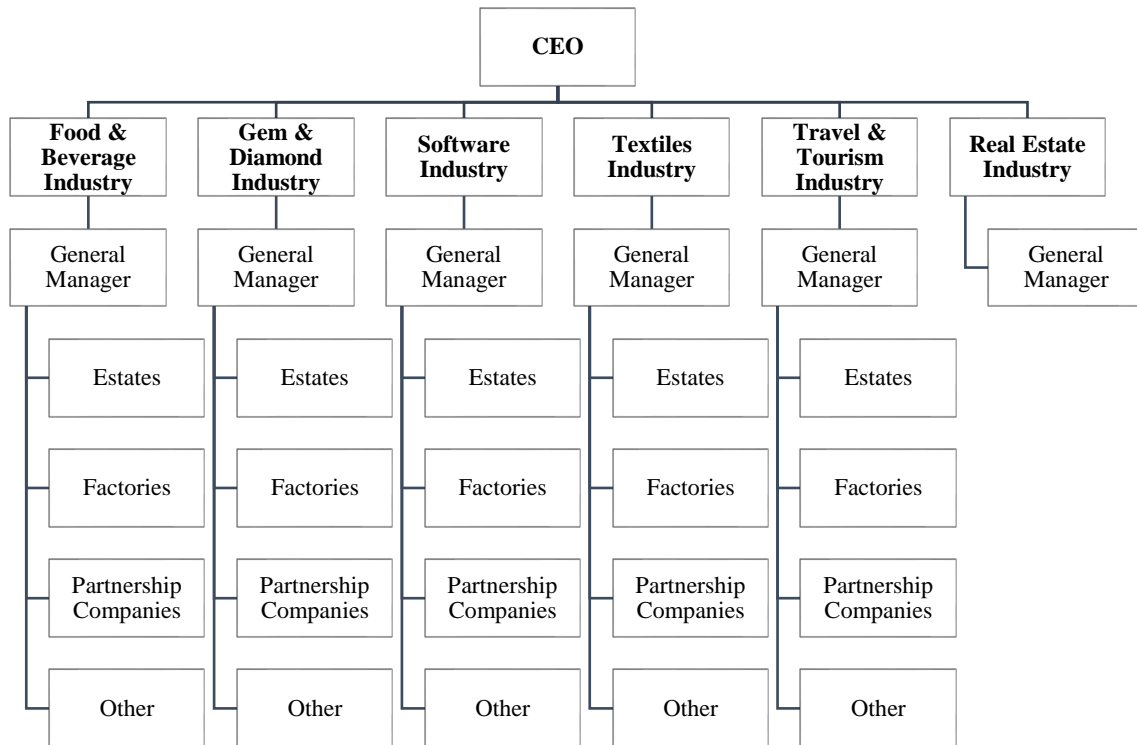 CEO
Food &
Beverage
Industry
Gem &
Diamond
Industry
Software
Industry
Textiles
Industry
Travel &
Tourism
Industry
Real Estate
Industry
General
Manager
General
Manager
General
Manager
General
Manager
General
Manager
General
Manager
Estates
Estates
Estates
Estates
Estates
Factories
Factories
Factories
Factories
Factories
Partnership
Companies
Partnership
Companies
Partnership
Companies
Partnership
Companies
Partnership
Companies
Other
Other
Other
Other
Other